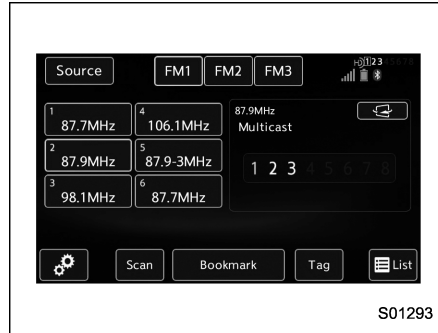 Source FM1 FM2 FM3 HD 12345678
1 87.7MHz 4 106.1MHz 87.9MHz
Multicast
2 87.9MHz 5 87.9-3MHz
1 2 3 4 5 6 7 8
3 98.1MHz 6 87.7MHz
Scan Bookmark Tag List
S01293